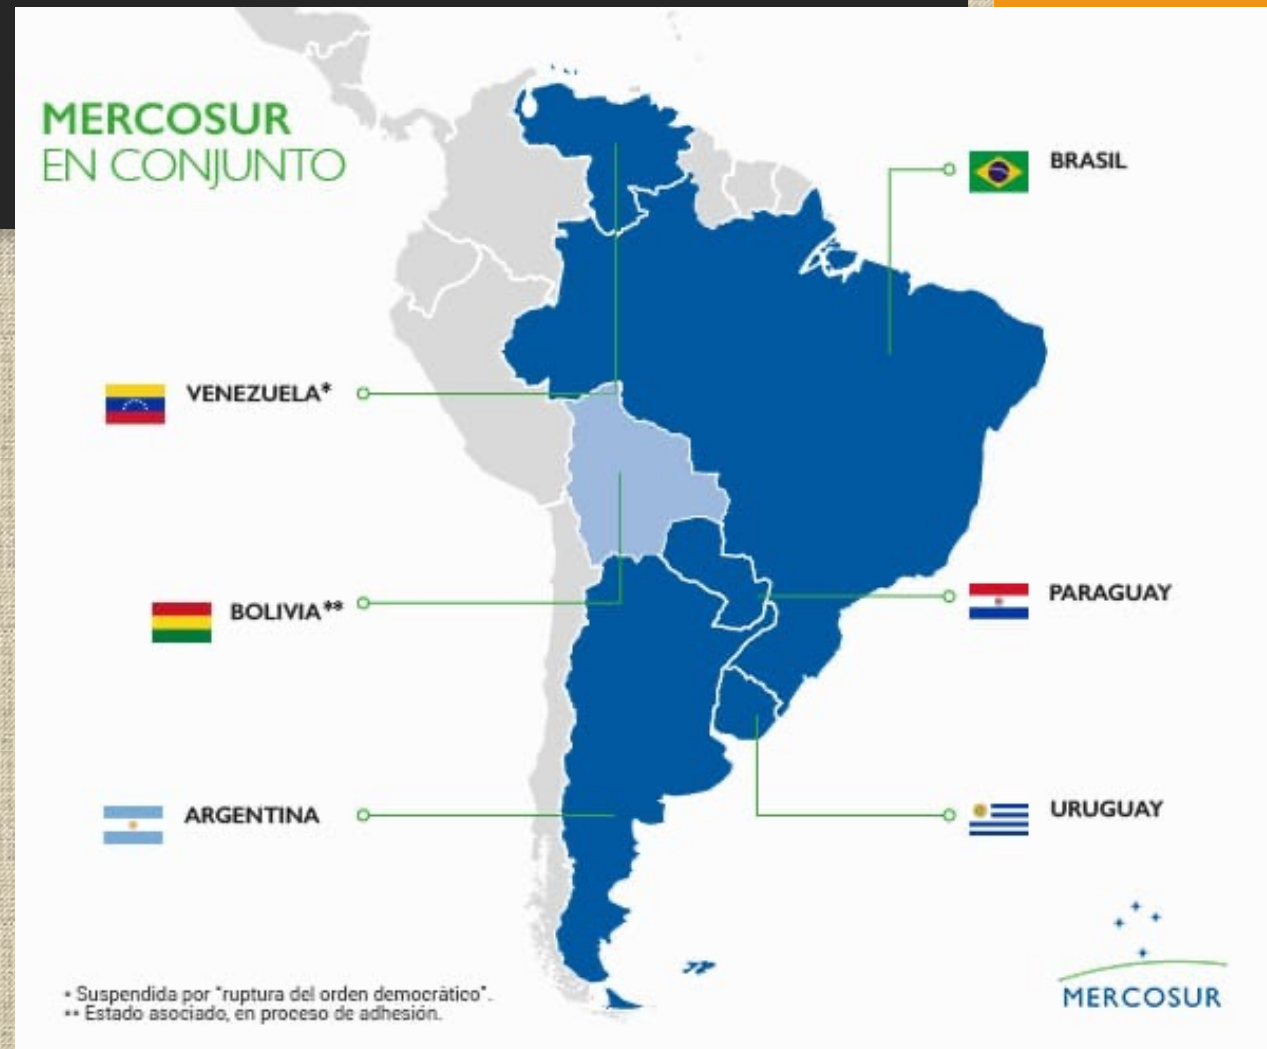 MERCOSUR
EN CONJUNTO
BRASIL
VENEZUELA*
BOLIVIA**
PARAGUAY
ARGENTINA
URUGUAY
* Suspendida por "ruptura del orden democrático".
** Estado asociado, en proceso de adhesión.
MERCOSUR